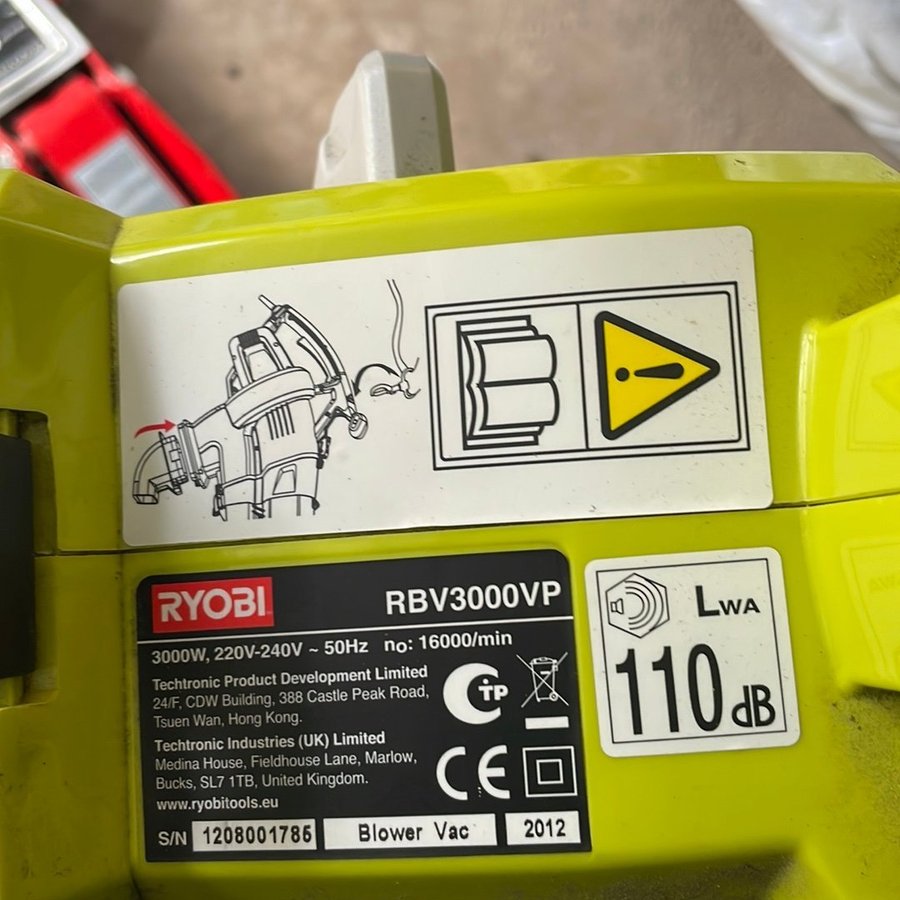 RYOBI
RBV3000VP
3000W, 220V-240V ~ 50Hz no: 16000/min
Techtronic Product Development Limited
24/F, CDW Building, 388 Castle Peak Road,
Tsuen Wan, Hong Kong.
Techtronic Industries (UK) Limited
Medina House, Fieldhouse Lane, Marlow,
Bucks, SL7 1TB, United Kingdom.
www.ryobitools.eu
TP
CE
S/N 1208001785 Blower Vac 2012
LWA
110 dB